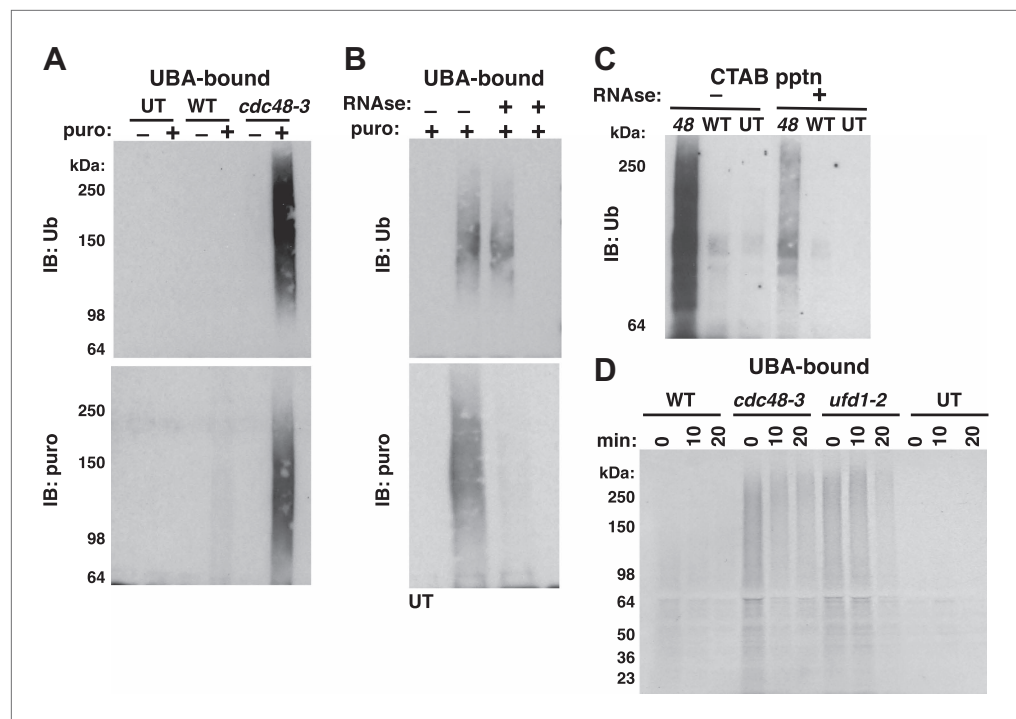 A
UBA-bound
UT WT cdc48-3
puro: – + – + – +
kDa:
250
150
98
64
IB: Ub
250
150
98
64
IB: puro
B
UBA-bound
RNAse: – – + +
puro: + + + +
IB: Ub
IB: puro
UT
C
CTAB pptn
RNAse: – +
kDa: 48 WT UT 48 WT UT
250
64
IB: Ub
D
UBA-bound
WT cdc48-3 ufd1-2 UT
min: 0 10 20 0 10 20 0 10 20 0 10 20
kDa:
250
150
98
64
50
36
23